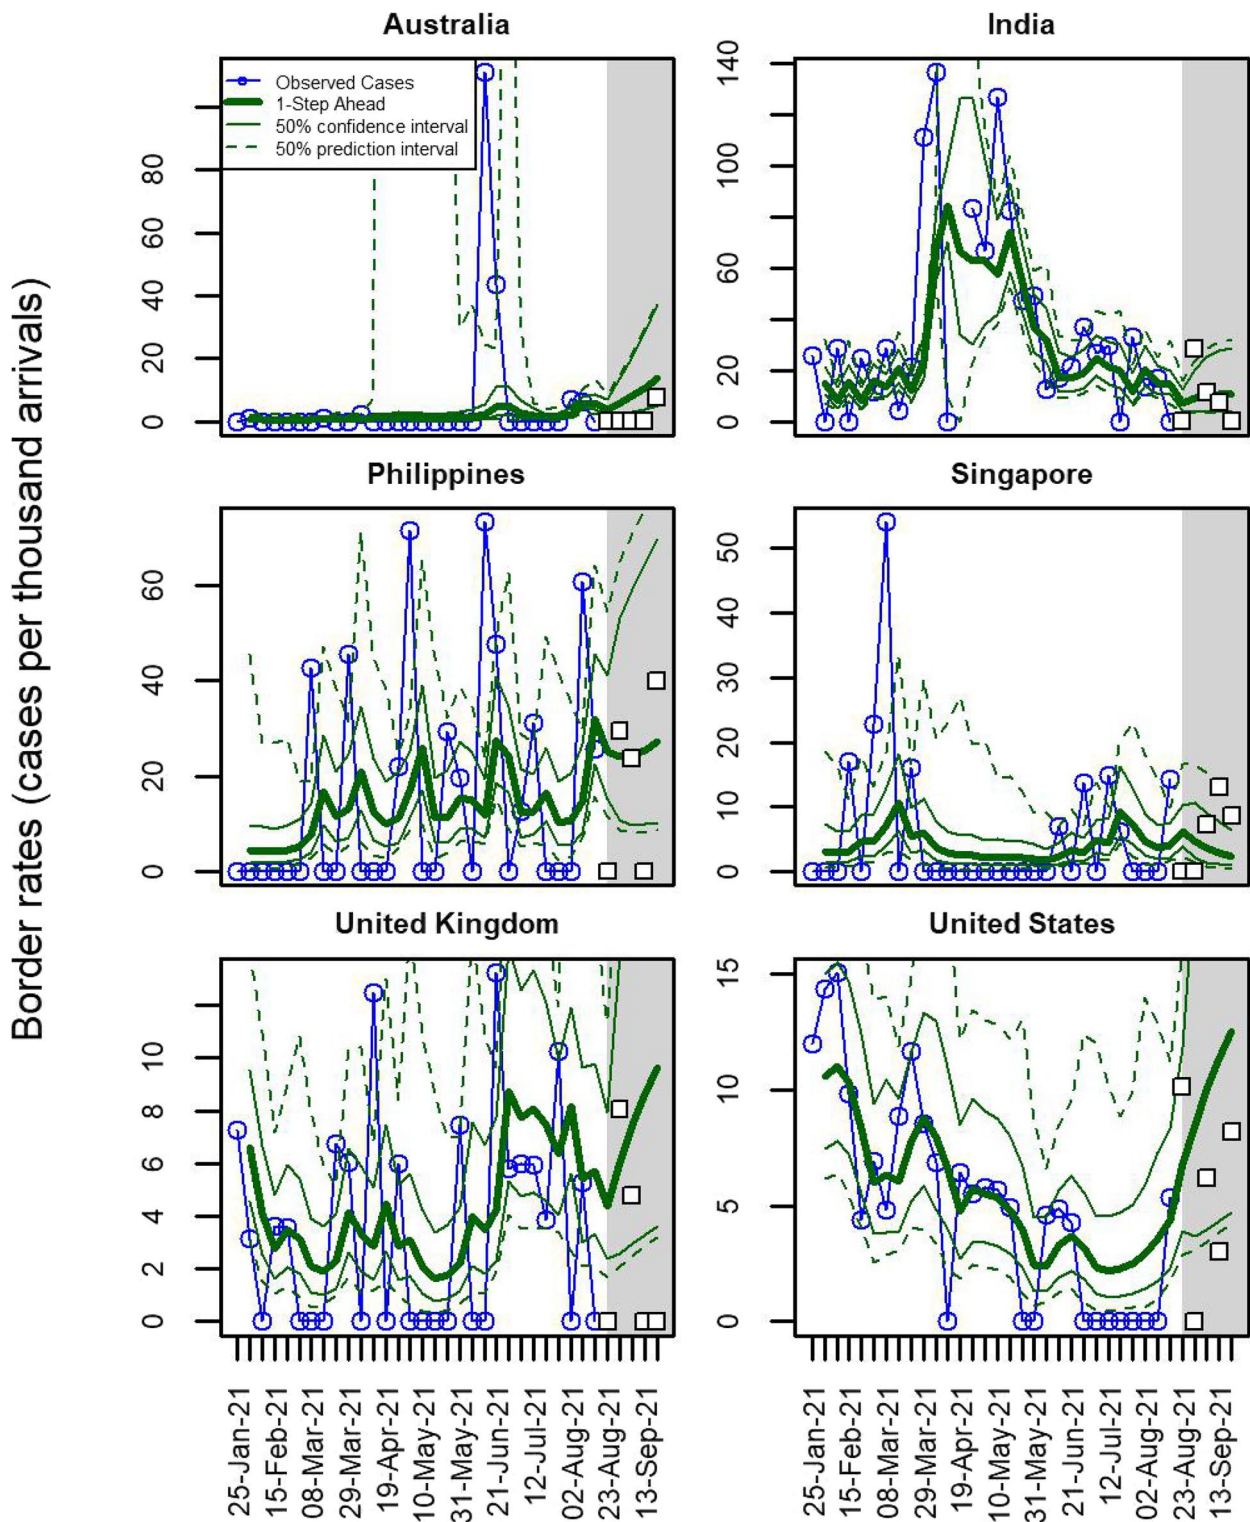 Australia
India
Observed Cases
1-Step Ahead
50% confidence interval
50% prediction interval
0 20 40 60 80
0 20 60 100 140
Border rates (cases per thousand arrivals)
Philippines
Singapore
0 20 40 60
0 10 20 30 40 50
United Kingdom
United States
0 2 4 6 8 10
0 5 10 15
25-Jan-21
15-Feb-21
08-Mar-21
29-Mar-21
19-Apr-21
10-May-21
31-May-21
21-Jun-21
12-Jul-21
02-Aug-21
23-Aug-21
13-Sep-21
25-Jan-21
15-Feb-21
08-Mar-21
29-Mar-21
19-Apr-21
10-May-21
31-May-21
21-Jun-21
12-Jul-21
02-Aug-21
23-Aug-21
13-Sep-21